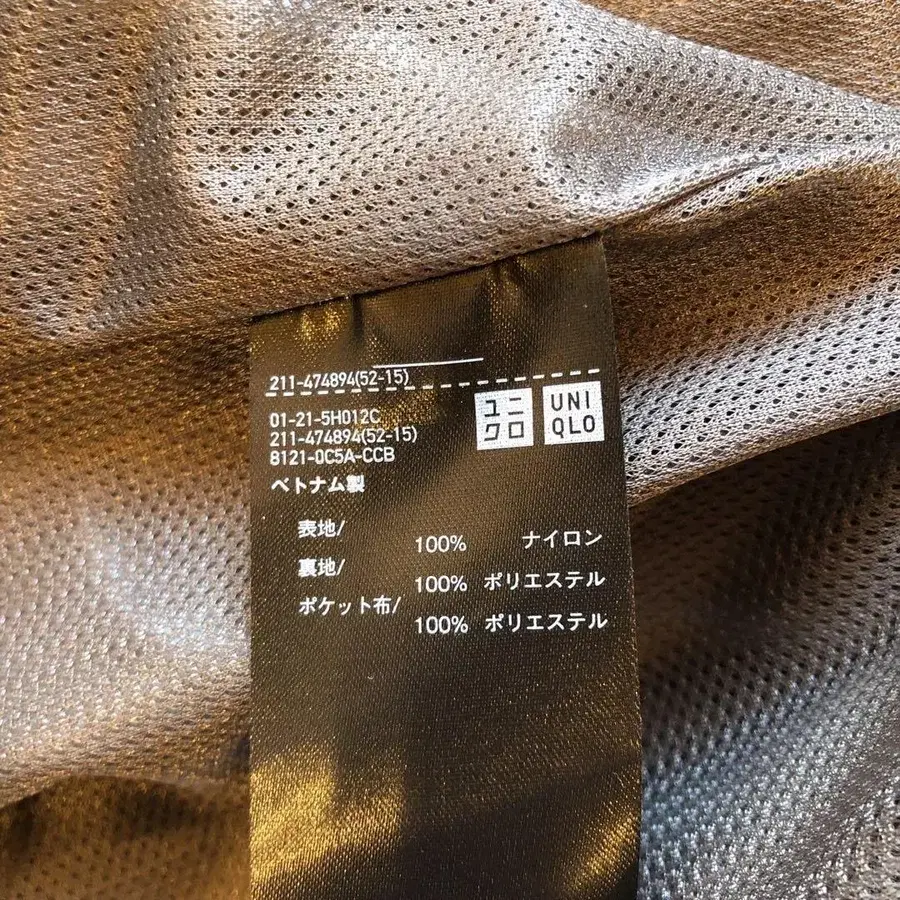 211-474894(52-15)
01-21-5H012C
211-474894(52-15)
8121-0C5A-CCB
ユニ
クロ
UNI
QLO
ベトナム製
表地/
100% ナイロン
裏地/
100% ポリエステル
ポケット布/
100% ポリエステル